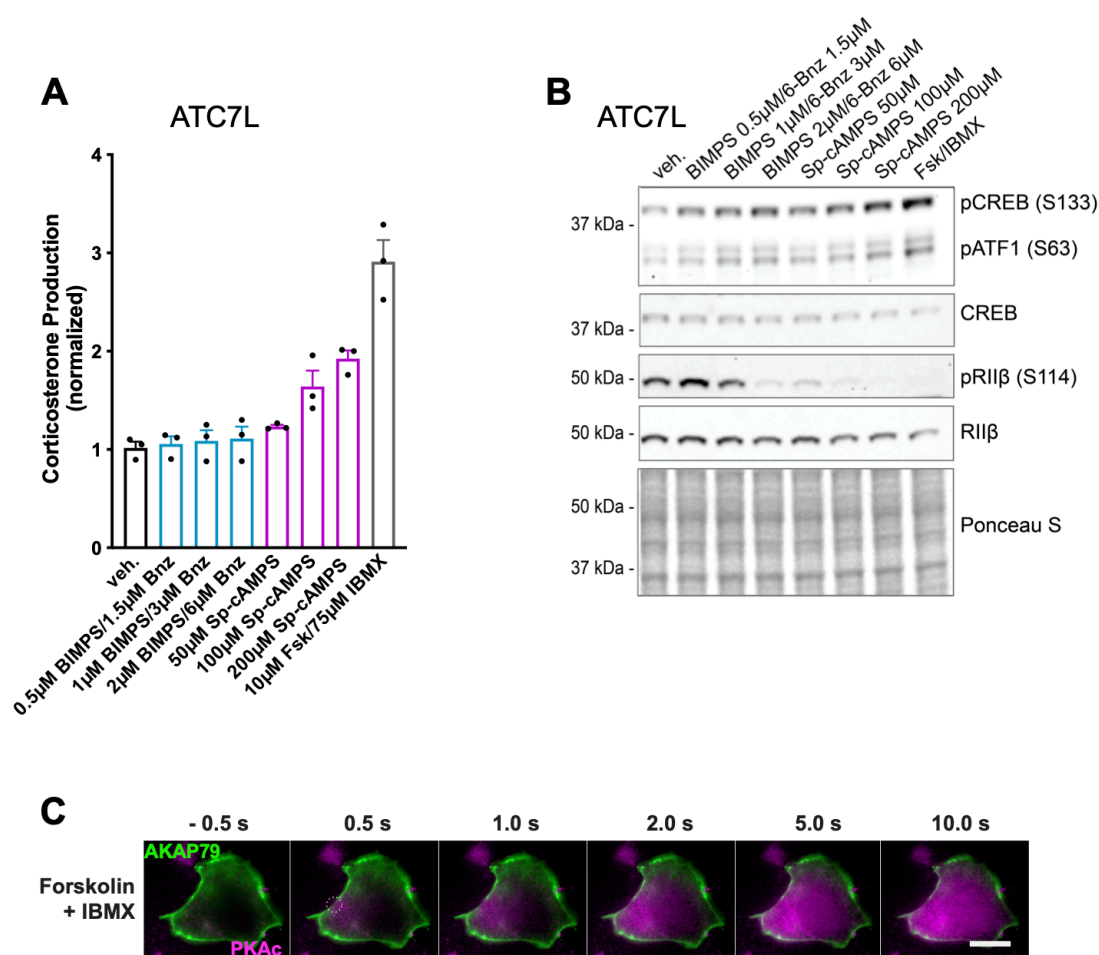 A
ATC7L
Corticosterone Production
(normalized)
4
3
2
1
0
veh.
0.5µM BIMPS/1.5µM Bnz
1µM BIMPS/3µM Bnz
2µM BIMPS/6µM Bnz
50µM Sp-cAMPS
100µM Sp-cAMPS
200µM Sp-cAMPS
10µM Fsk/75µM IBMX
B
ATC7L
veh.
BIMPS 0.5µM/6-Bnz 1.5µM
BIMPS 1µM/6-Bnz 3µM
BIMPS 2µM/6-Bnz 6µM
Sp-cAMPS 50µM
Sp-cAMPS 100µM
Sp-cAMPS 200µM
Fsk/IBMX
37 kDa -
pCREB (S133)
pATF1 (S63)
37 kDa -
CREB
50 kDa -
pRIIβ (S114)
50 kDa -
RIIβ
50 kDa -
37 kDa -
Ponceau S
C
- 0.5 s
0.5 s
1.0 s
2.0 s
5.0 s
10.0 s
Forskolin
+ IBMX
AKAP79
PKAc